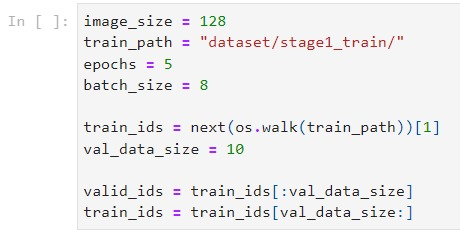 In [ ]: image_size = 128
train_path = "dataset/stage1_train/"
epochs = 5
batch_size = 8
train_ids = next(os.walk(train_path))[1]
val_data_size = 10
valid_ids = train_ids[:val_data_size]
train_ids = train_ids[val_data_size:]